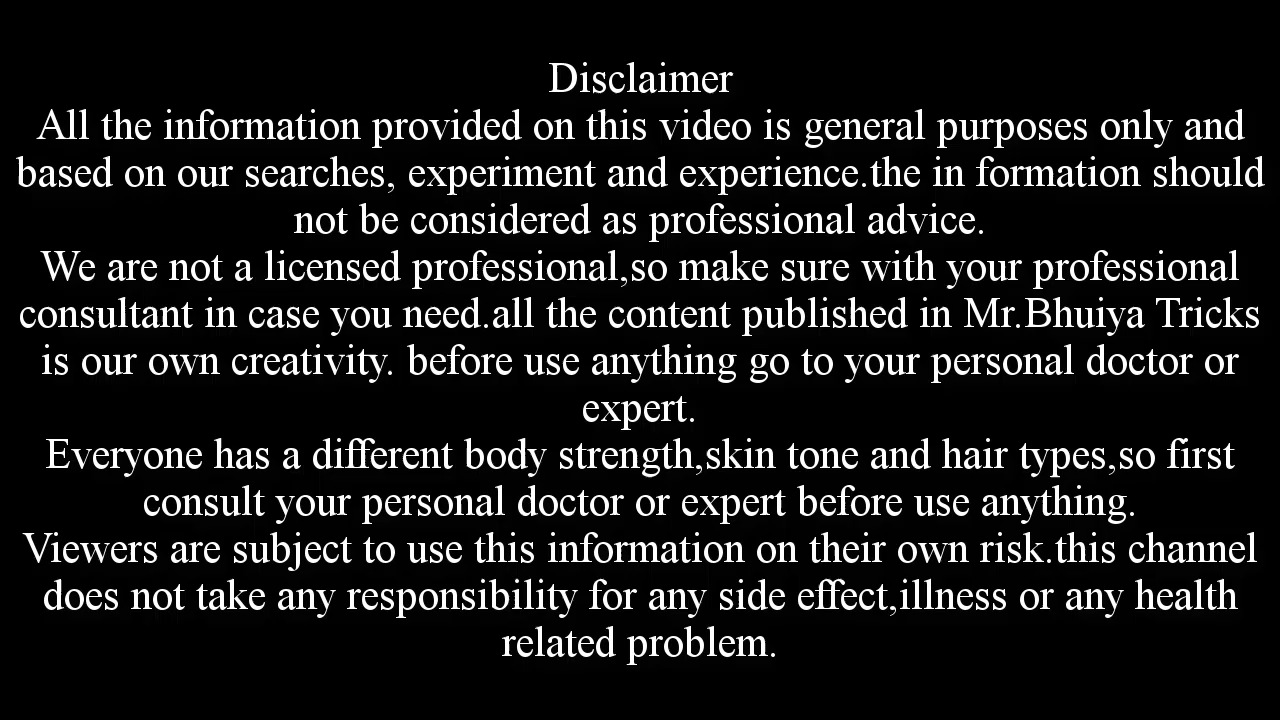 Disclaimer
All the information provided on this video is general purposes only and
based on our searches, experiment and experience.the in formation should
not be considered as professional advice.
We are not a licensed professional,so make sure with your professional
consultant in case you need.all the content published in Mr.Bhuiya Tricks
is our own creativity. before use anything go to your personal doctor or
expert.
Everyone has a different body strength,skin tone and hair types,so first
consult your personal doctor or expert before use anything.
Viewers are subject to use this information on their own risk.this channel
does not take any responsibility for any side effect,illness or any health
related problem.